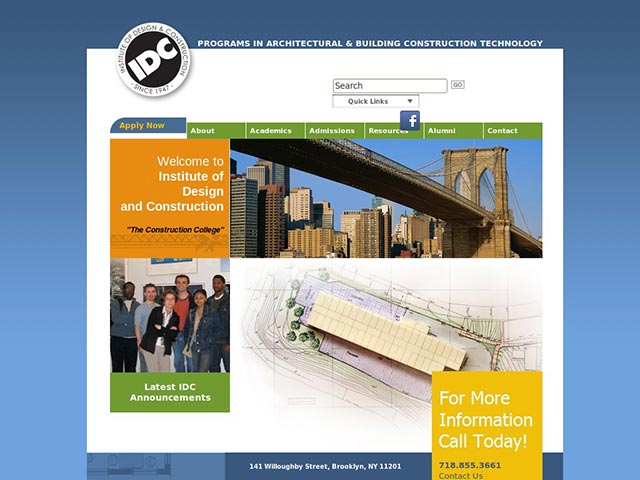 INSTITUTE OF DESIGN & CONSTRUCTION
IDC
- SINCE 1947 -
PROGRAMS IN ARCHITECTURAL & BUILDING CONSTRUCTION TECHNOLOGY
Search
GO
Quick Links
f
Apply Now
About
Academics
Admissions
Resources
Alumni
Contact
Welcome to
Institute of
Design
and Construction
"The Construction College"
Latest IDC
Announcements
For More
Information
Call Today!
718.855.3661
Contact Us
141 Willoughby Street, Brooklyn, NY 11201